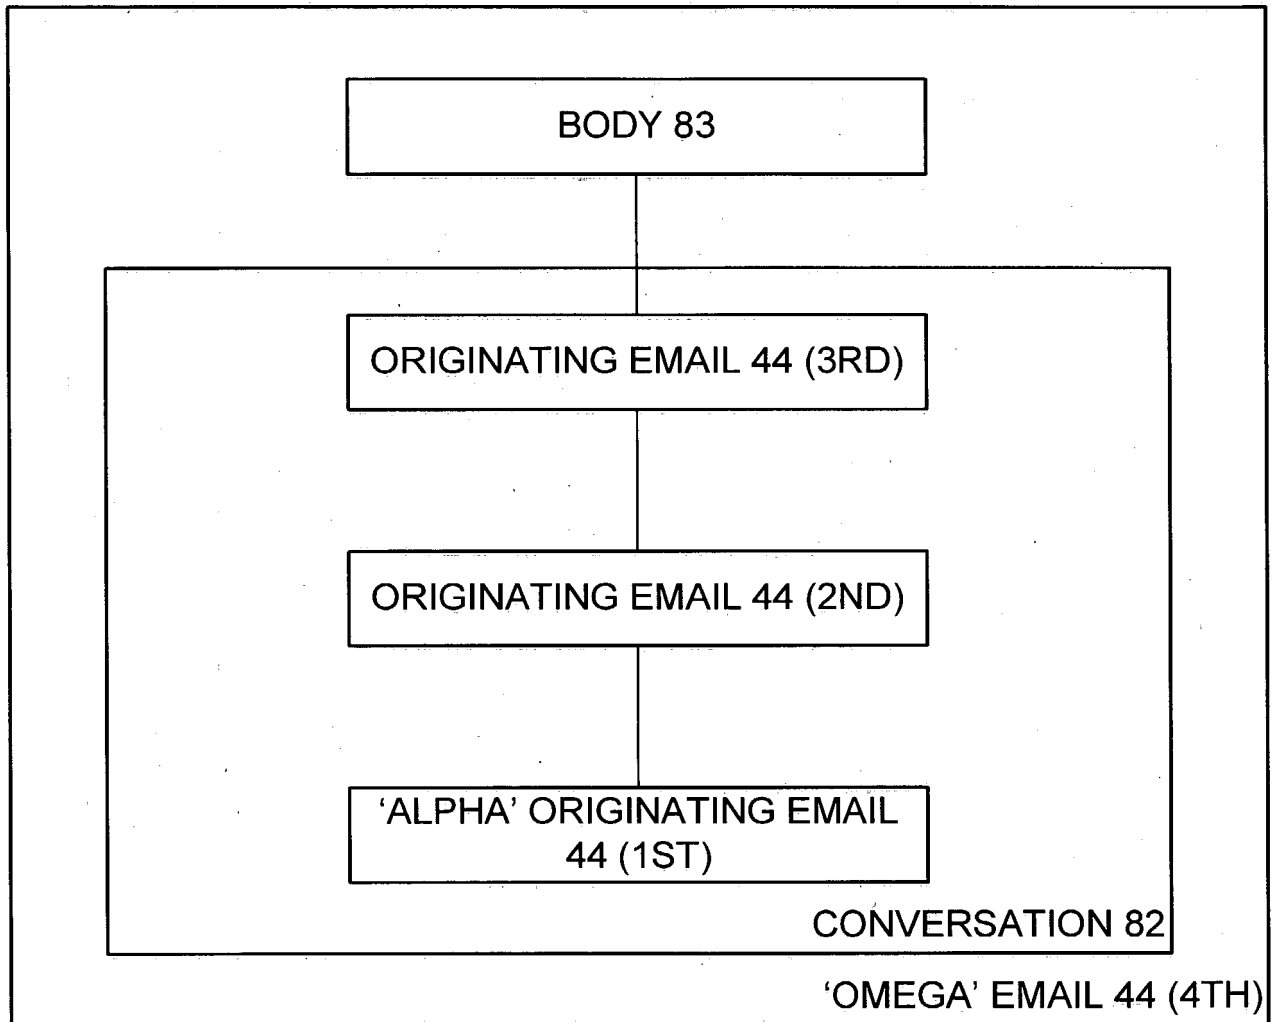 BODY 83
ORIGINATING EMAIL 44 (3RD)
ORIGINATING EMAIL 44 (2ND)
‘ALPHA’ ORIGINATING EMAIL
44 (1ST)
CONVERSATION 82
‘OMEGA’ EMAIL 44 (4TH)